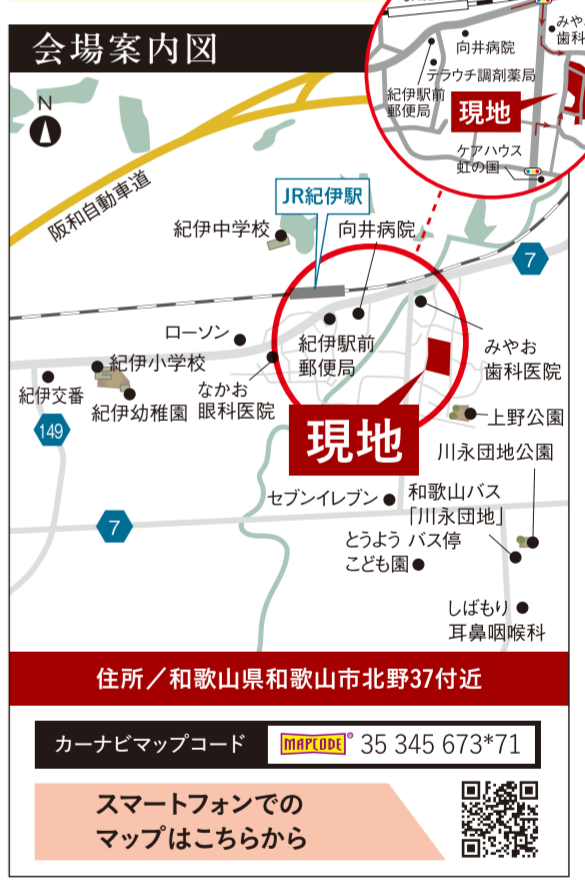 会場案内図
みや
歯科
向井病院
テラウチ調剤薬局
紀伊駅前
郵便局
現地
ケアハウス
虹の国
N
阪和自動車道
JR紀伊駅
紀伊中学校
向井病院
7
ローソン
紀伊駅前
郵便局
みやお
歯科医院
紀伊小学校
紀伊交番
紀伊幼稚園
なかお
眼科医院
149
現地
上野公園
川永団地公園
セブンイレブン
和歌山バス
「川永団地」
バス停
7
とうよう
こども園
しばもり
耳鼻咽喉科
住所／和歌山県和歌山市北野37付近
カーナビマップコード
MAPCODE® 35 345 673*71
スマートフォンでの
マップはこちらから